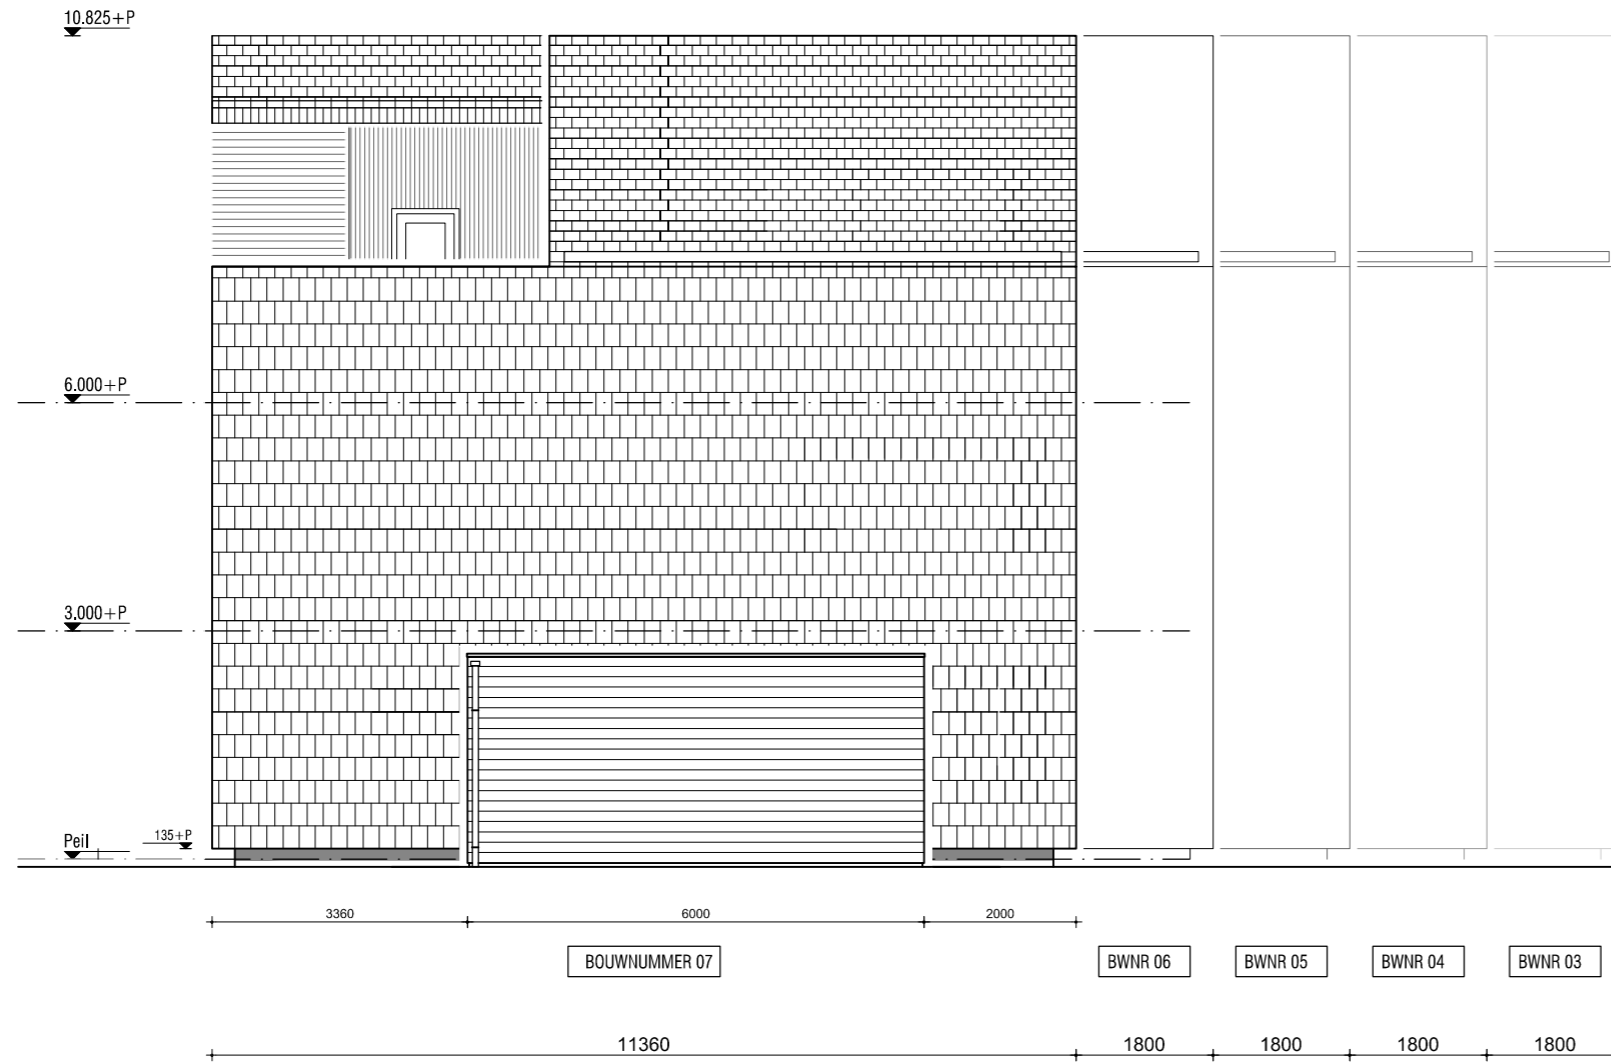 10.825+P
6.000+P
3.000+P
Peil
135+P
3360
6000
2000
BOUWNUMMER 07
BWNR 06
BWNR 05
BWNR 04
BWNR 03
11360
1800
1800
1800
1800